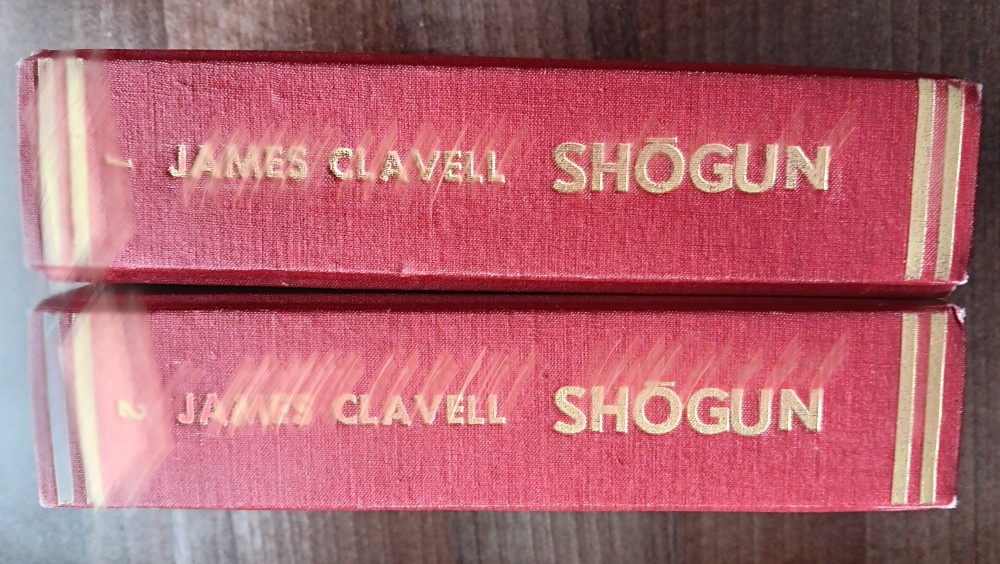 1 JAMES CLAVELL SHŌGUN
2 JAMES CLAVELL SHŌGUN